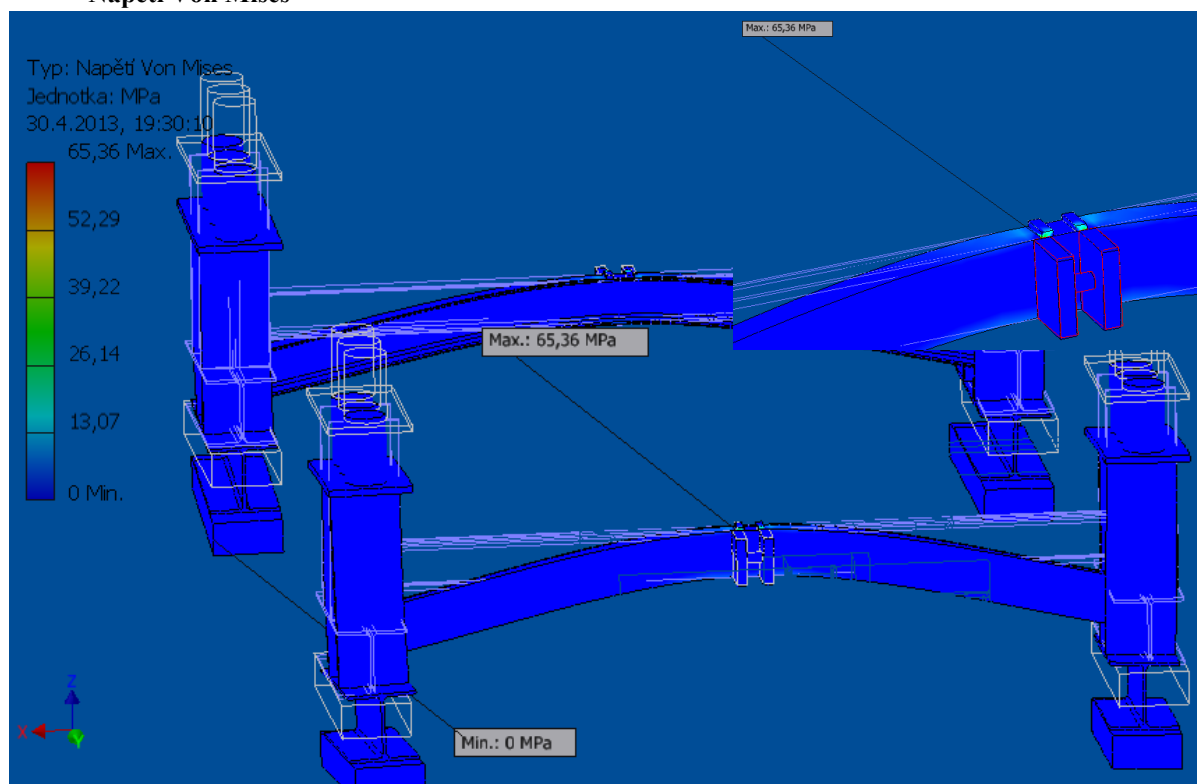 Napětí Von Mises
Max.: 65,36 MPa
Typ: Napětí Von Mises
Jednotka: MPa
30.4.2013, 19:30:10
65,36 Max.
52,29
39,22
26,14
13,07
0 Min.
Max.: 65,36 MPa
Min.: 0 MPa
Z
X
Y